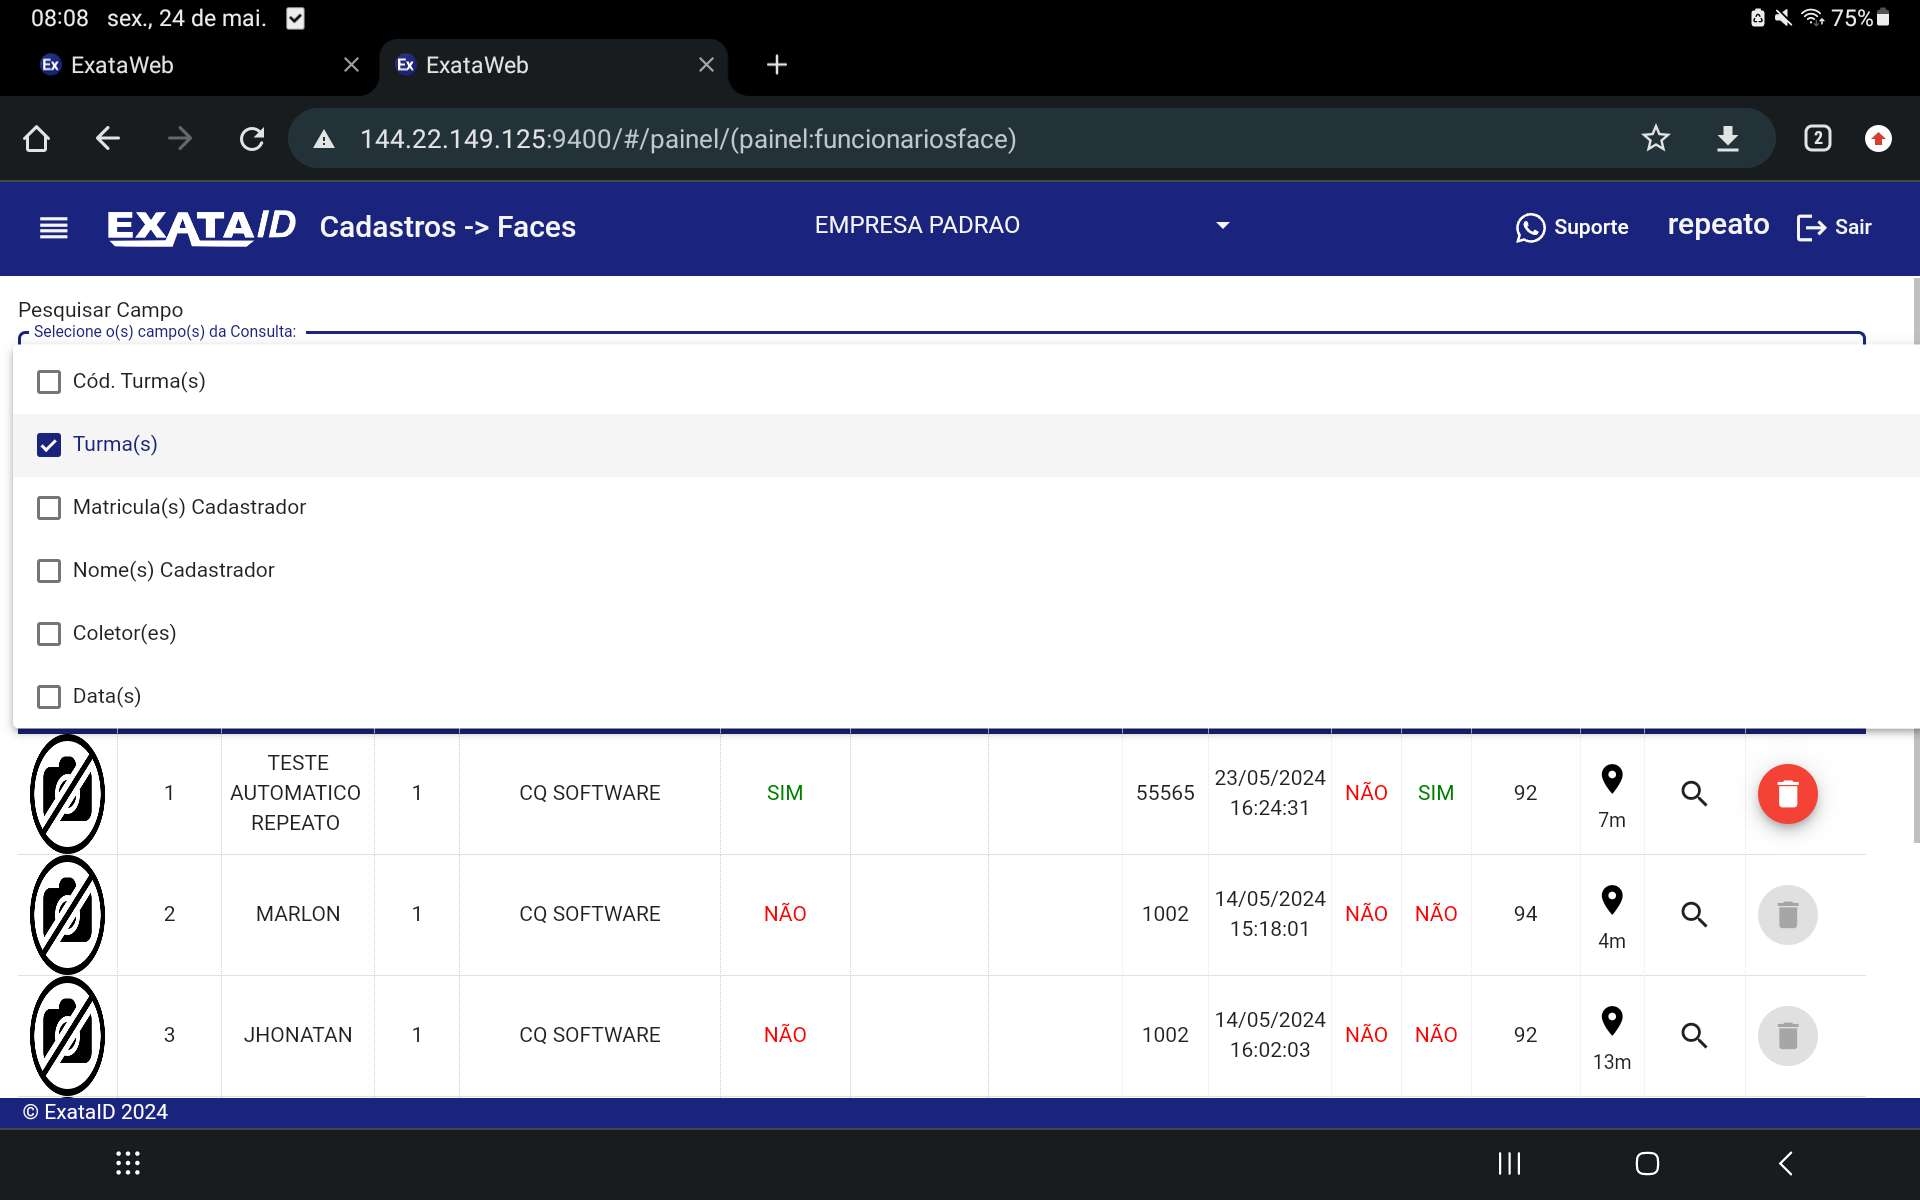 08:08 sex., 24 de mai. 75%
Ex ExataWeb Ex ExataWeb
144.22.149.125:9400/#/painel/(painel:funcionariosface) 2
EXATAID Cadastros -> Faces EMPRESA PADRAO Suporte repeato Sair
Pesquisar Campo
Selecione o(s) campo(s) da Consulta:
Cód. Turma(s)
Turma(s)
Matricula(s) Cadastrador
Nome(s) Cadastrador
Coletor(es)
Data(s)
1 TESTE AUTOMATICO REPEATO 1 CQ SOFTWARE SIM 55565 23/05/2024 16:24:31 NÃO SIM 92 7m
2 MARLON 1 CQ SOFTWARE NÃO 1002 14/05/2024 15:18:01 NÃO NÃO 94 4m
3 JHONATAN 1 CQ SOFTWARE NÃO 1002 14/05/2024 16:02:03 NÃO NÃO 92 13m
© ExataID 2024